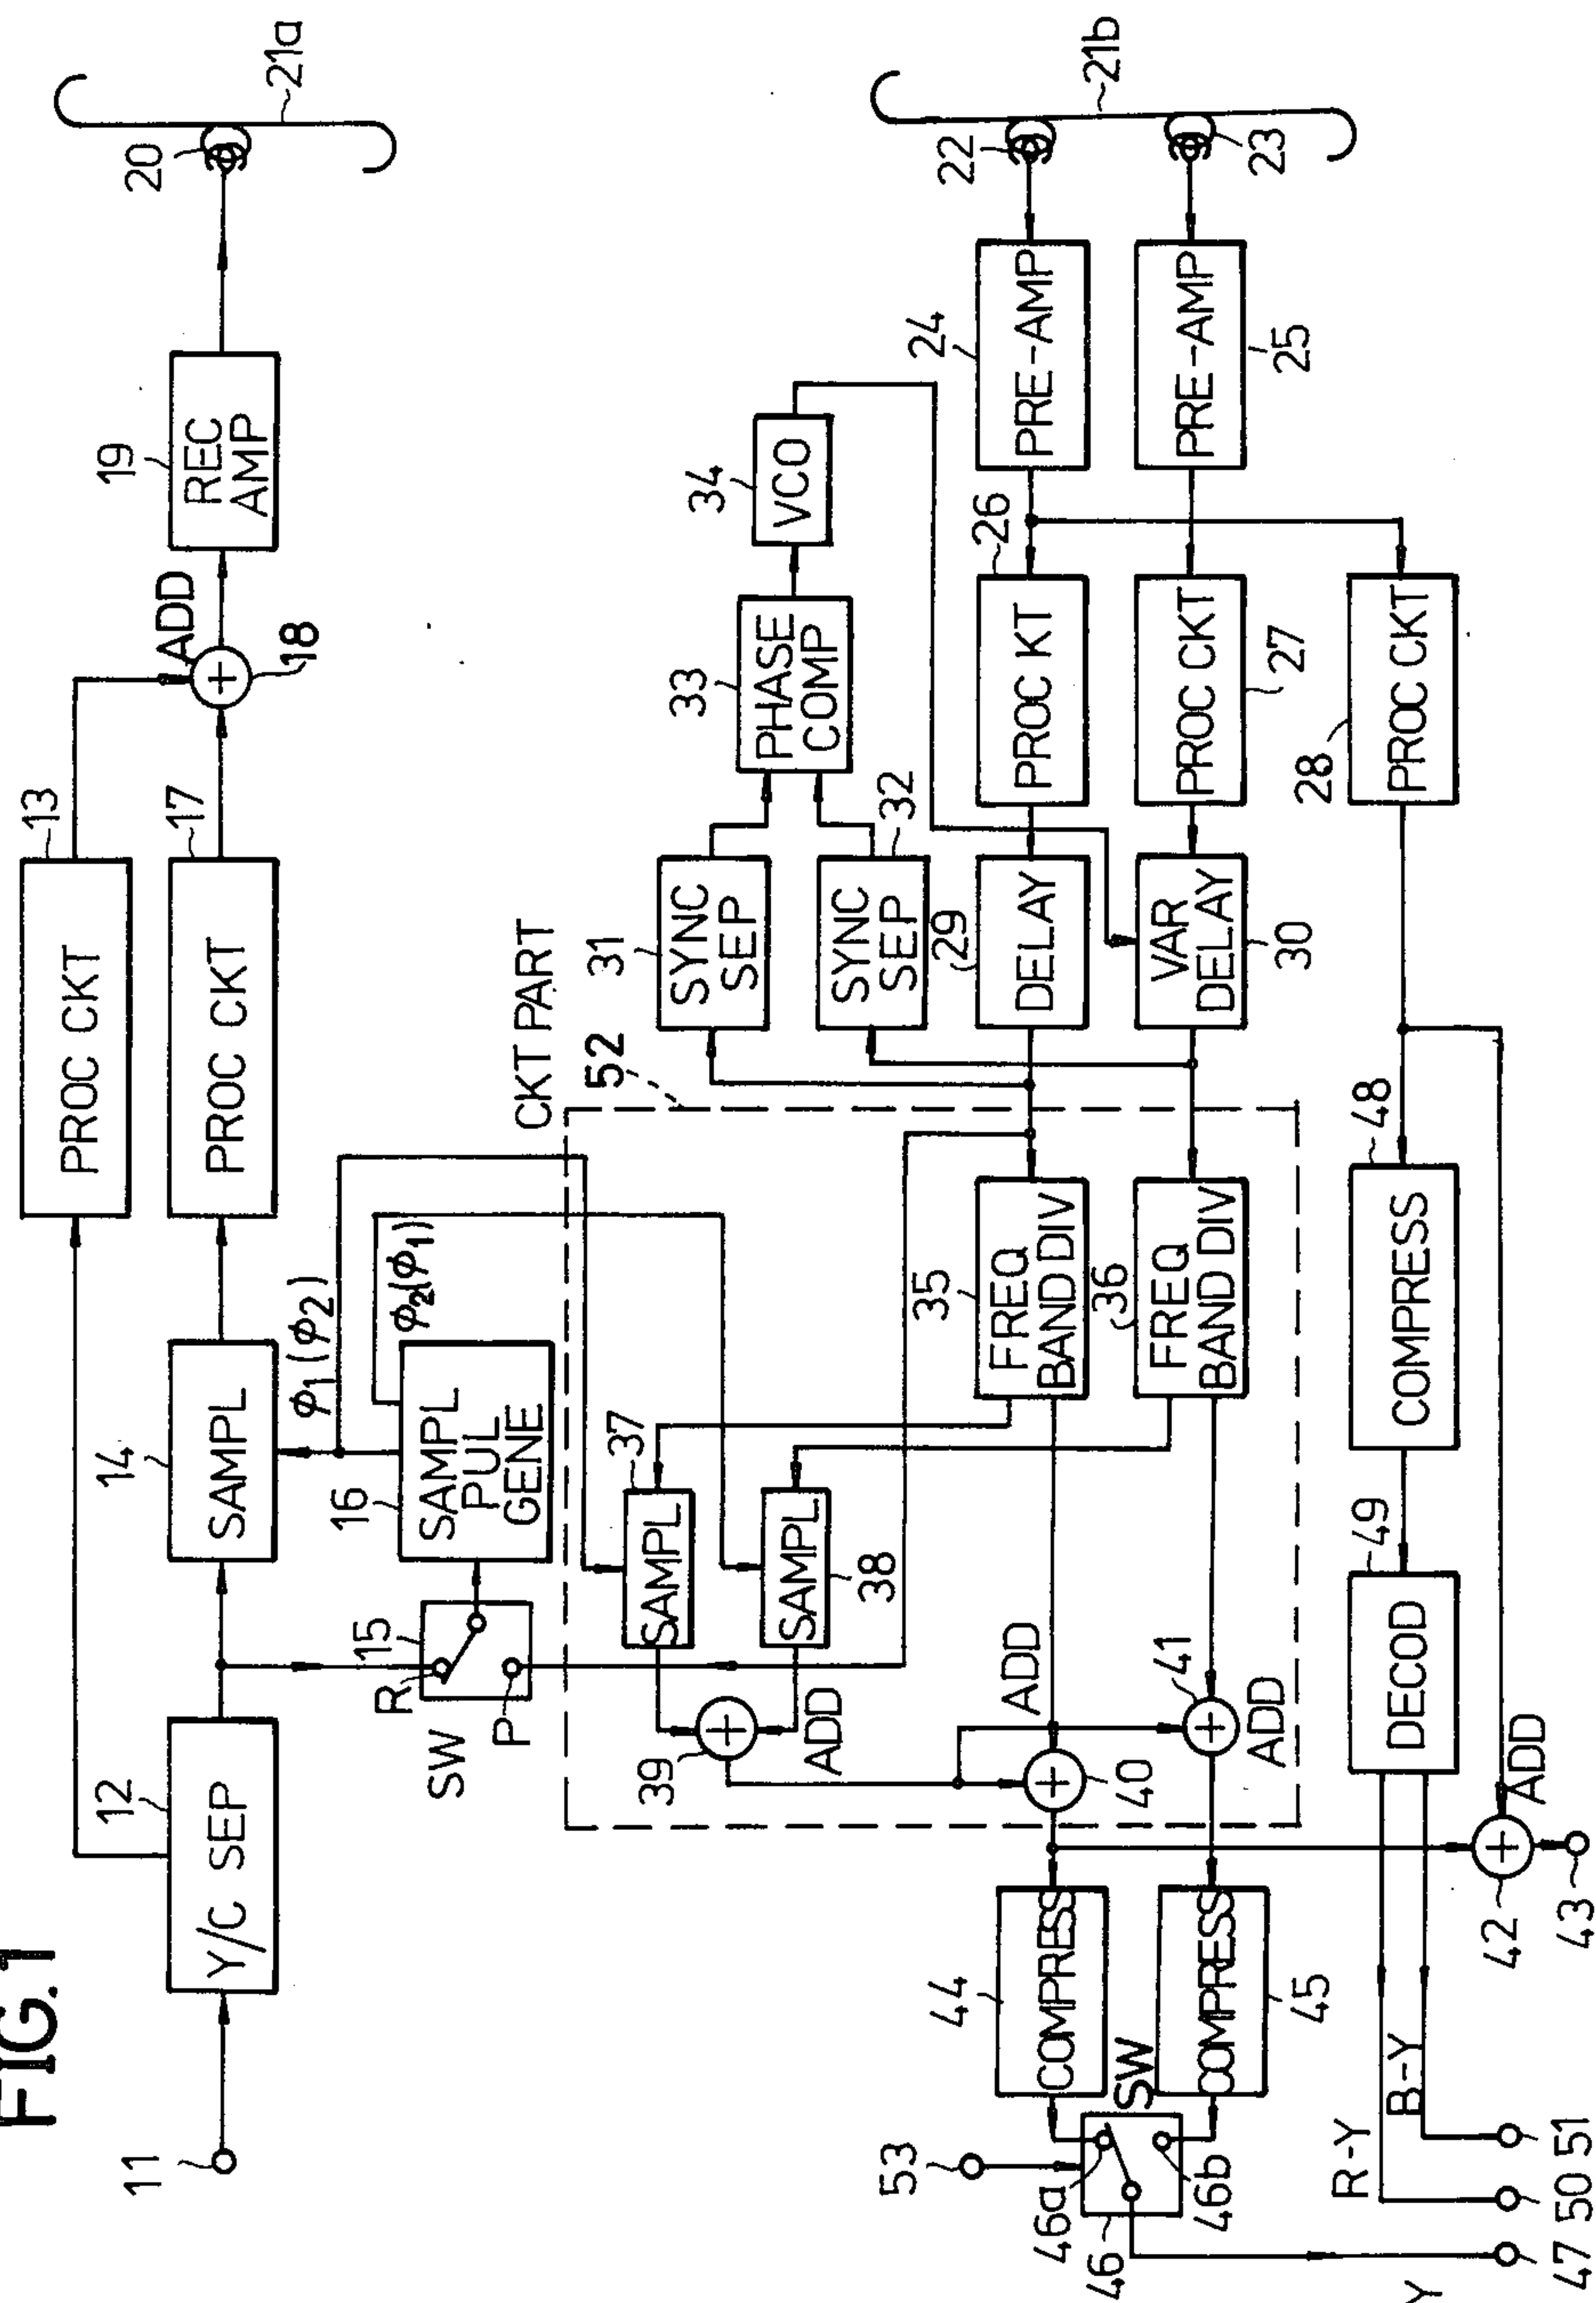 FIG.1
11
12
Y/C SEP
13
PROC CKT
14
SAMPL
17
PROC CKT
ADD
18
19
REC
AMP
20
21a
R
15
SW
P
16
SAMPL
PUL
GENE
φ1(φ2)
φ2(φ1)
CKT PART
52
31
SYNC
SEP
32
SYNC
SEP
33
PHASE
COMP
34
VCO
37
SAMPL
38
SAMPL
39
ADD
35
FREQ
BAND DIV
36
FREQ
BAND DIV
ADD
40
41
ADD
29
DELAY
30
VAR
DELAY
26
PROC KT
27
PROC CKT
28
PROC CKT
24
PRE-AMP
25
PRE-AMP
22
23
21b
44
COMPRESS
45
COMPRESS
53
SW
46a
46
46b
48
COMPRESS
49
DECOD
R-Y
B-Y
42
ADD
43
Y
47
50
51